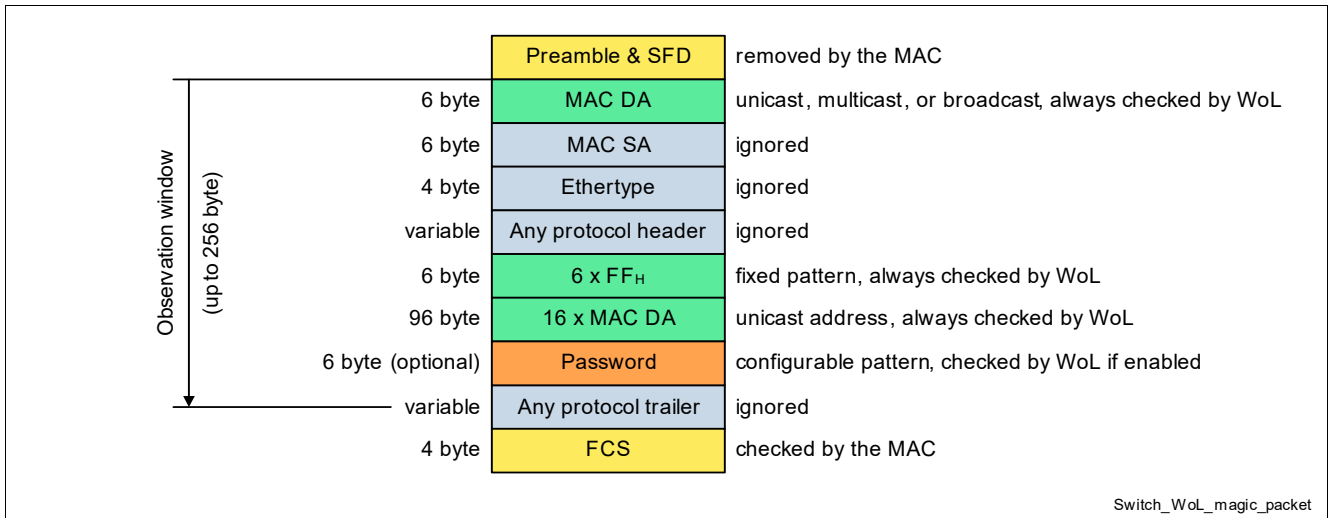 Preamble & SFD removed by the MAC
6 byte MAC DA unicast, multicast, or broadcast, always checked by WoL
6 byte MAC SA ignored
4 byte Ethertype ignored
variable Any protocol header ignored
6 byte 6 x FFH fixed pattern, always checked by WoL
96 byte 16 x MAC DA unicast address, always checked by WoL
6 byte (optional) Password configurable pattern, checked by WoL if enabled
variable Any protocol trailer ignored
4 byte FCS checked by the MAC
Observation window
(up to 256 byte)
Switch_WoL_magic_packet